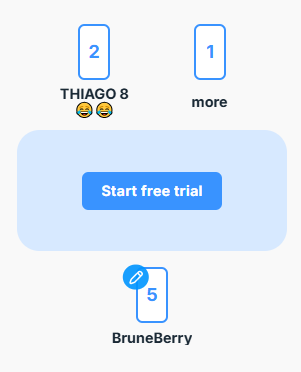 2 1
THIAGO 8 more
😂😂
Start free trial
5
BruneBerry